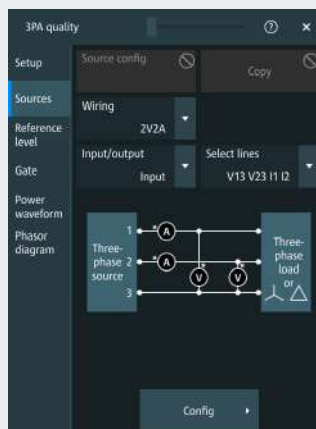 3PA quality
Setup
Source config
Copy
Sources
Wiring
2V2A
Reference
level
Input/output
Input
Select lines
V13 V23 I1 I2
Gate
Power
waveform
Phasor
diagram
Three-
phase
source
1
2
3
A
A
V
V
Three-
phase
load
or
Config